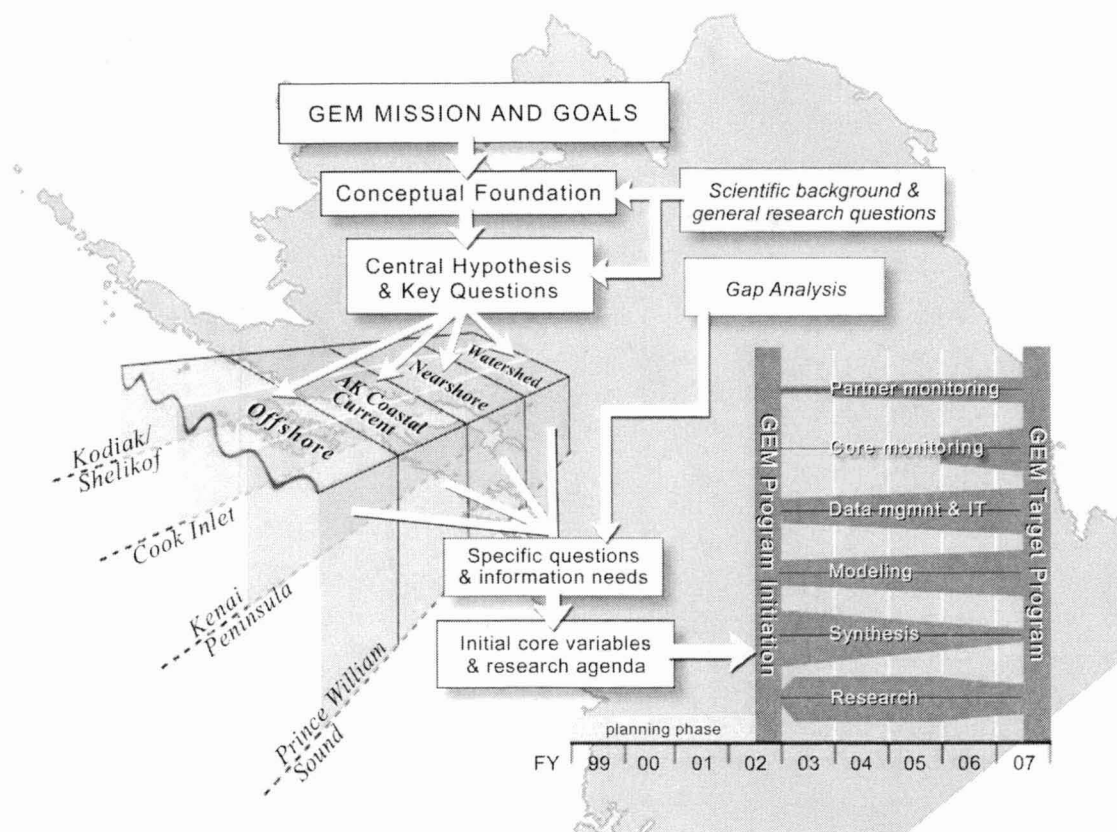 GEM MISSION AND GOALS
Conceptual Foundation
Scientific background &
general research questions
Central Hypothesis
& Key Questions
Gap Analysis
Watershed
Nearshore
AK Coastal
Current
Offshore
Kodiak/
Shelikof
Cook Inlet
Kenai
Peninsula
Prince William
Sound
Specific questions
& information needs
Initial core variables
& research agenda
GEM Program Initiation
Partner monitoring
Core monitoring
Data mgmnt & IT
Modeling
Synthesis
Research
GEM Target Program
planning phase
FY 99 00 01 02 03 04 05 06 07